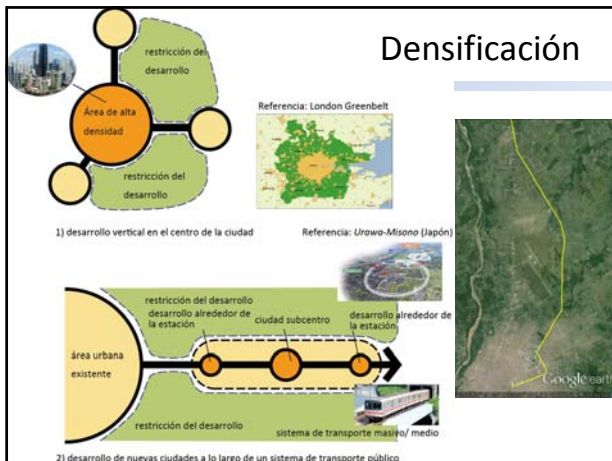 Densificación
restricción del
desarrollo
Área de alta
densidad
restricción del
desarrollo
Referencia: London Greenbelt
1) desarrollo vertical en el centro de la ciudad
Referencia: Urawa-Misono (Japón)
restricción del desarrollo
desarrollo alrededor de
la estación
ciudad subcentro
desarrollo alrededor de
la estación
área urbana
existente
restricción del desarrollo
sistema de transporte masivo/ medio
2) desarrollo de nuevas ciudades a lo largo de un sistema de transporte público
Google earth